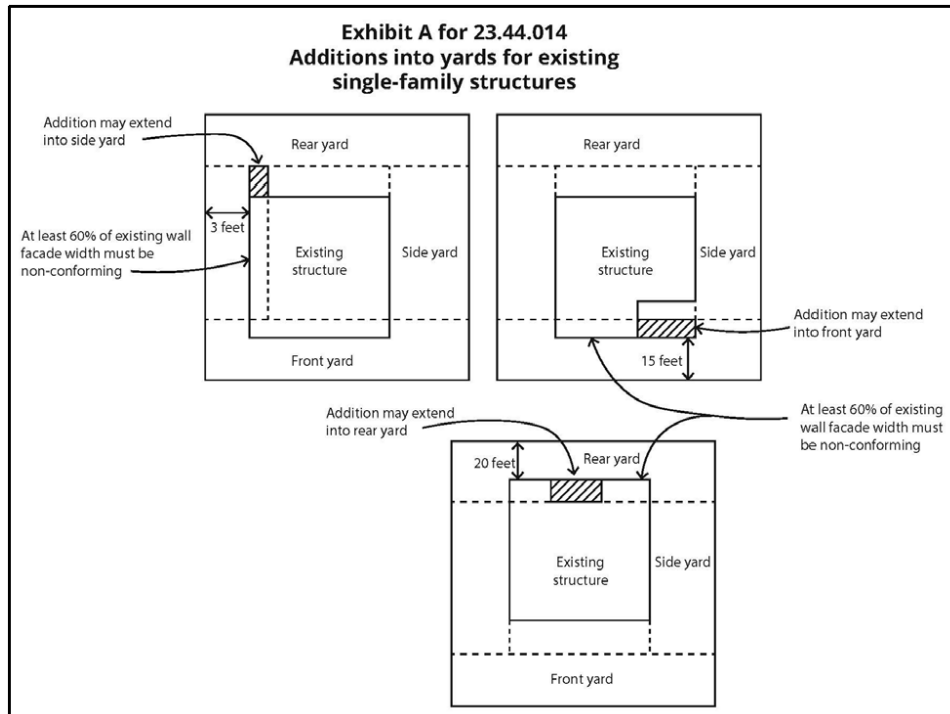 Exhibit A for 23.44.014
Additions into yards for existing
single-family structures
Addition may extend
into side yard
Rear yard
3 feet
At least 60% of existing wall
facade width must be
non-conforming
Existing
structure
Side yard
Front yard
Rear yard
Existing
structure
Side yard
Addition may extend
into front yard
15 feet
Front yard
At least 60% of existing
wall facade width must
be non-conforming
Addition may extend
into rear yard
20 feet
Rear yard
Existing
structure
Side yard
Front yard